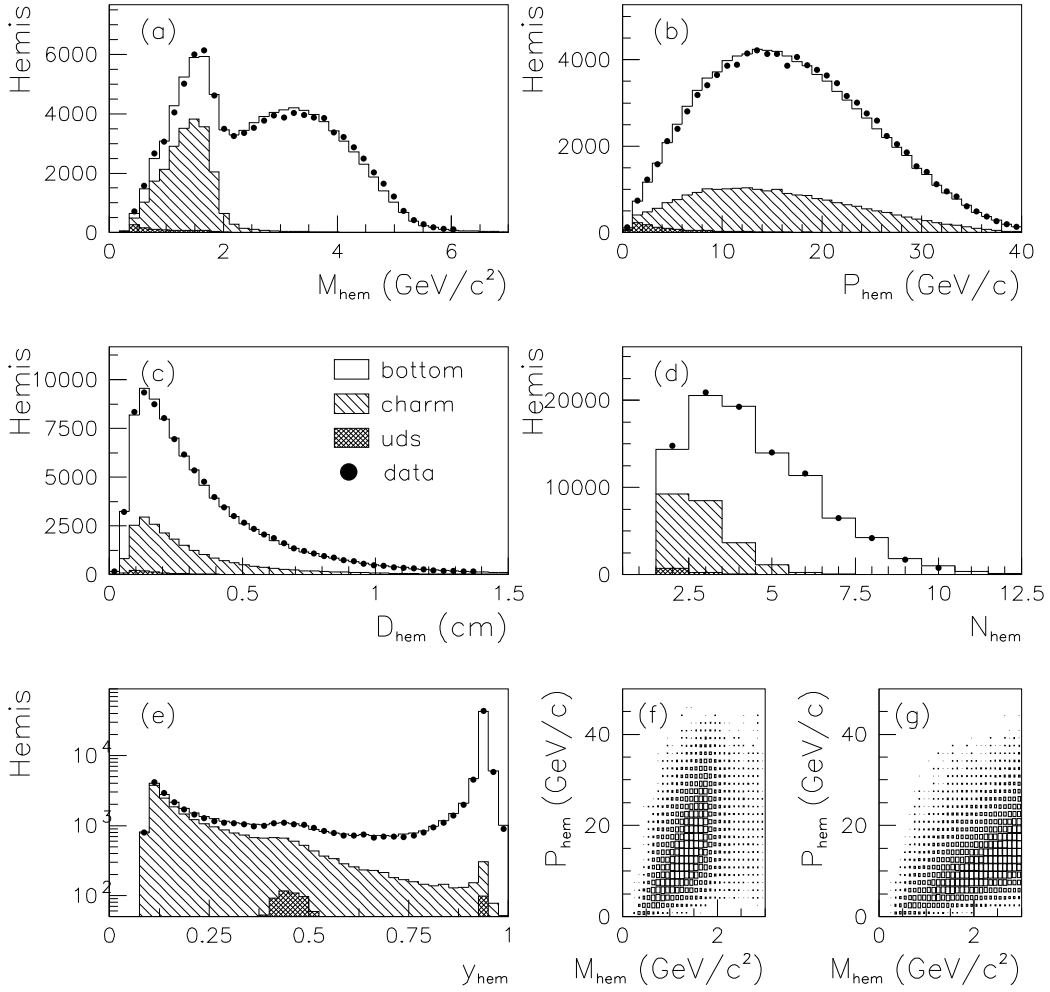 (a)
Hemis
6000
4000
2000
0
0 2 4 6
M_hem (GeV/c²)
(b)
Hemis
4000
2000
0
0 10 20 30 40
P_hem (GeV/c)
(c)
Hemis
10000
7500
5000
2500
0
0 0.5 1 1.5
D_hem (cm)
bottom
charm
uds
data
(d)
Hemis
20000
10000
0
2.5 5 7.5 10 12.5
N_hem
(e)
Hemis
10⁴
10³
10²
0 0.25 0.5 0.75 1
y_hem
(f)
P_hem (GeV/c)
40
20
0
0 2
M_hem (GeV/c²)
(g)
P_hem (GeV/c)
40
20
0
0 2
M_hem (GeV/c²)